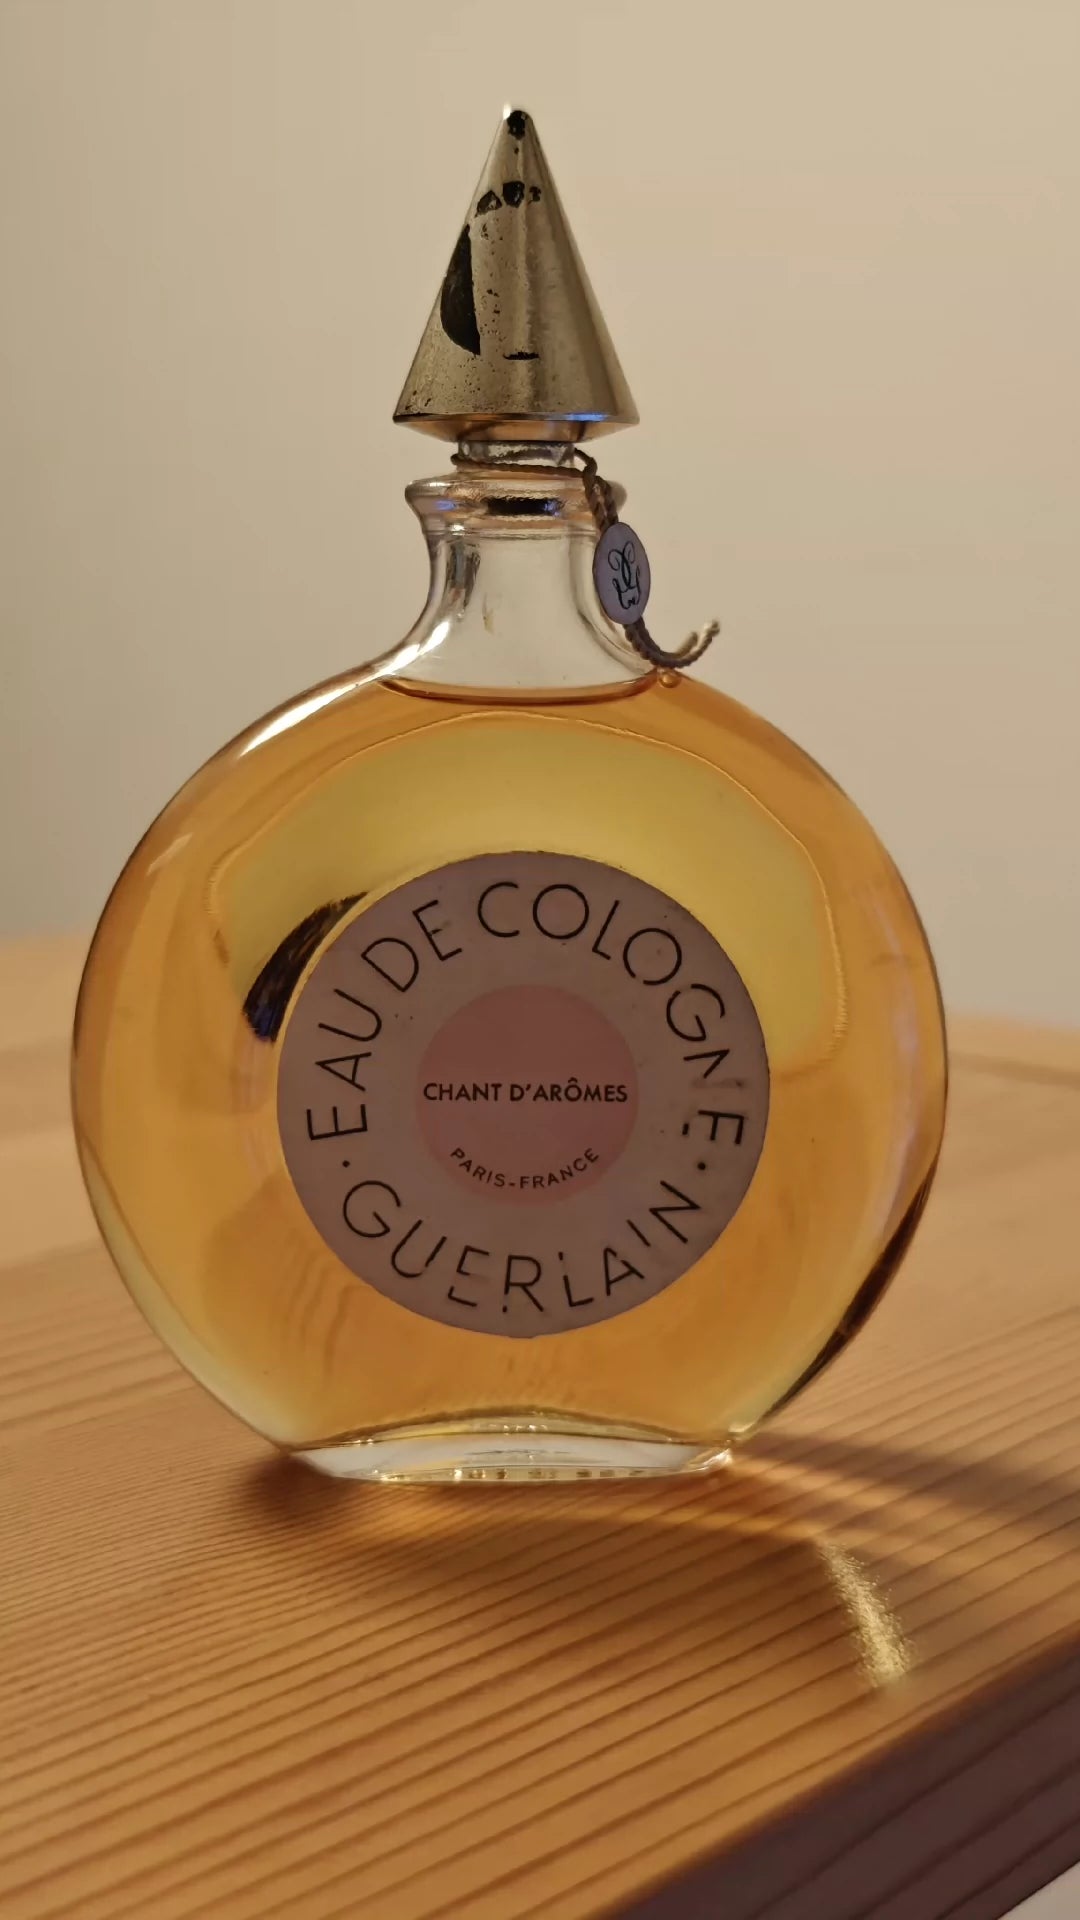 EAU DE COLOGNE
CHANT D'ARÔMES
PARIS-FRANCE
· GUERLAIN ·